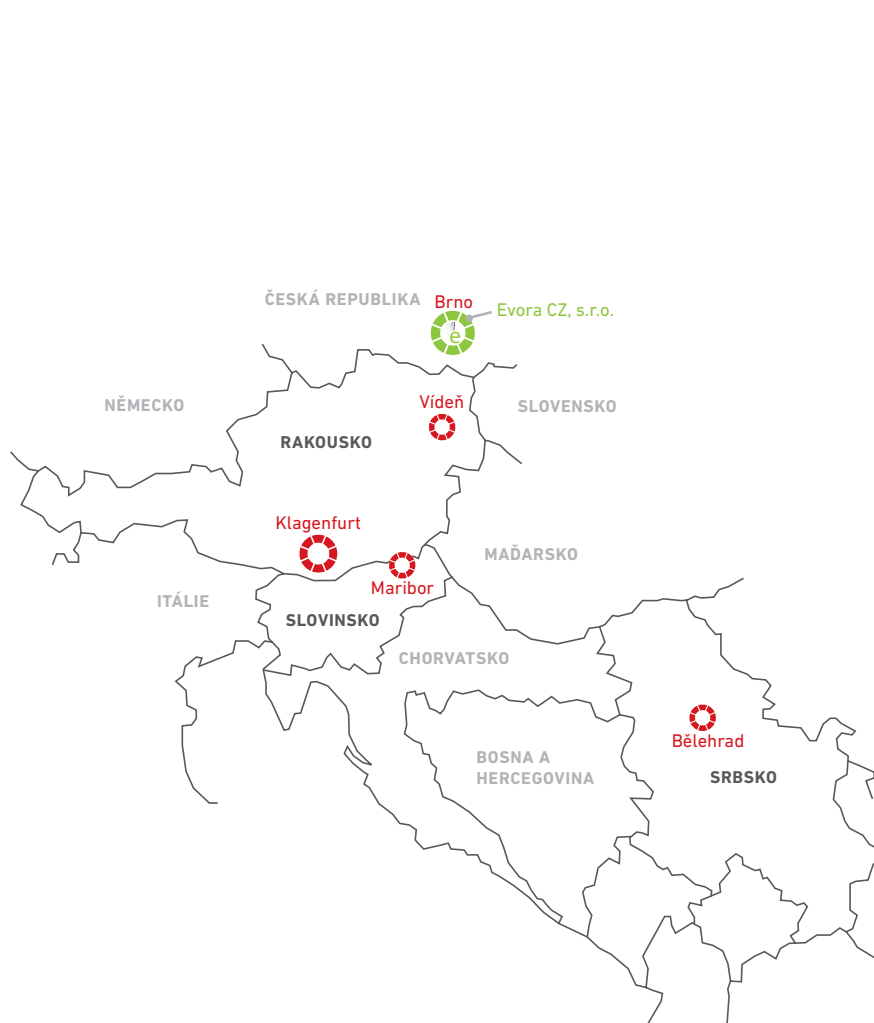 ČESKÁ REPUBLIKA
Brno
Evora CZ, s.r.o.
e
NĚMECKO
Vídeň
SLOVENSKO
RAKOUSKO
Klagenfurt
MAĎARSKO
Maribor
ITÁLIE
SLOVINSKO
CHORVATSKO
Bělehrad
BOSNA A
HERCEGOVINA
SRBSKO